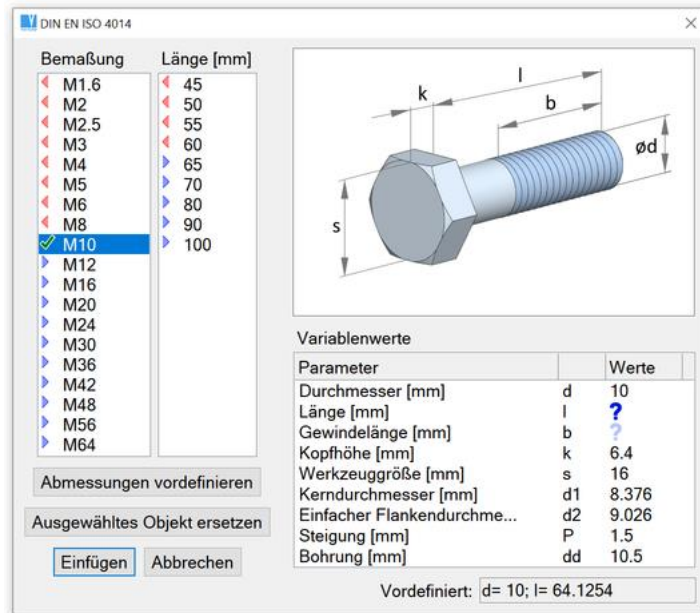 DIN EN ISO 4014
Bemaßung
Länge [mm]
M1.6
M2
M2.5
M3
M4
M5
M6
M8
M10
M12
M16
M20
M24
M30
M36
M42
M48
M56
M64
45
50
55
60
65
70
80
90
100
k
l
b
ød
s
Abmessungen vordefinieren
Ausgewähltes Objekt ersetzen
Einfügen Abbrechen
Variablenwerte
Parameter Werte
Durchmesser [mm] d 10
Länge [mm] l ?
Gewindelänge [mm] b ?
Kopfhöhe [mm] k 6.4
Werkzeuggröße [mm] s 16
Kerndurchmesser [mm] d1 8.376
Einfacher Flankendurchme... d2 9.026
Steigung [mm] P 1.5
Bohrung [mm] dd 10.5
Vordefiniert: d= 10; l= 64.1254